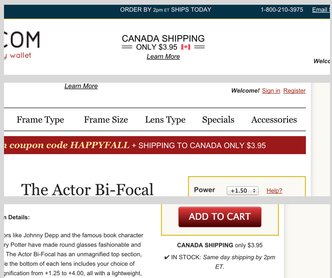 ORDER BY 2PM ET SHIPS TODAY
1-800-210-3975
COM
CANADA SHIPPING
ONLY $3.95
wallet
Learn More
Learn More
Welcome! Sign in Register
Frame Type Frame Size Lens Type Specials Accessories
coupon code HAPPYFALL + SHIPPING TO CANADA ONLY $3.95
The Actor Bi-Focal
Power +1.50 Help?
Details:
ADD TO CART
ors like Johnny Depp and the famous book character
ry Potter have made round glasses fashionable and
This Bi-Focal has an unmagnified top section,
the bottom of each lens includes your choice of
gnification +1.25 to +4.00, all with a lightweight,
CANADA SHIPPING only $3.95
✔ IN STOCK: Same day shipping by 2pm
ET.